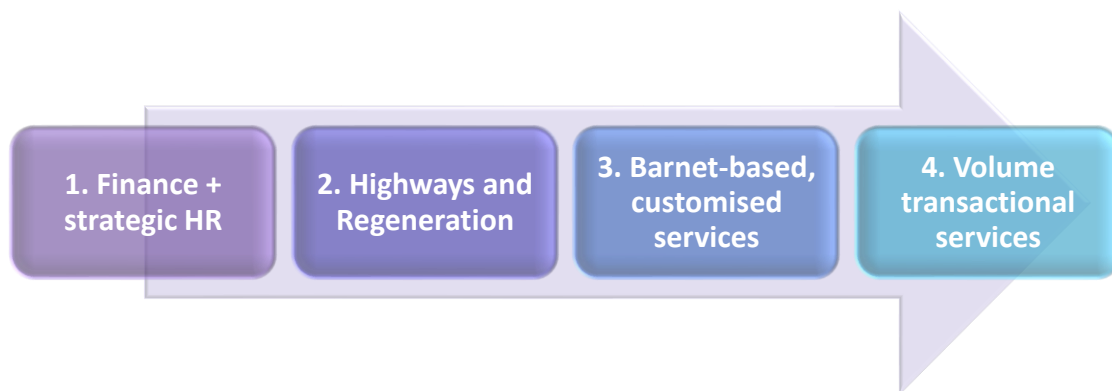 1. Finance +
strategic HR
2. Highways and
Regeneration
3. Barnet-based,
customised
services
4. Volume
transactional
services